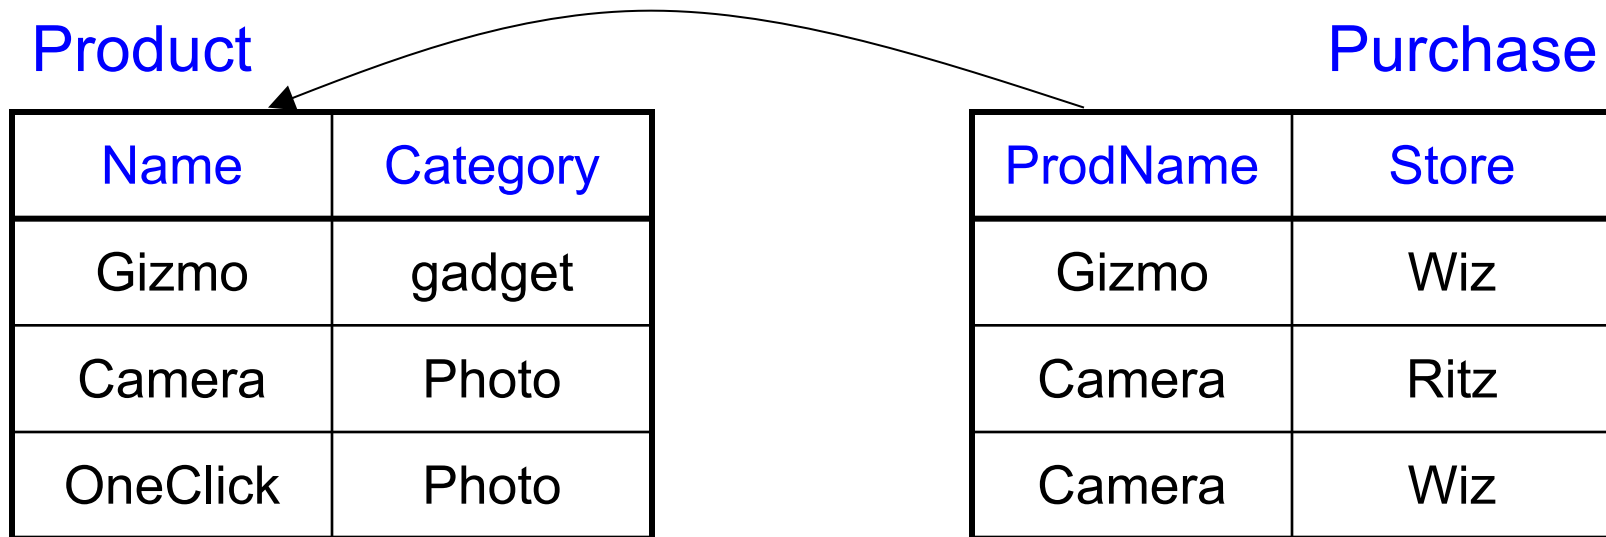 Product Purchase
Name Category ProdName Store
Gizmo gadget Gizmo Wiz
Camera Photo Camera Ritz
OneClick Photo Camera Wiz